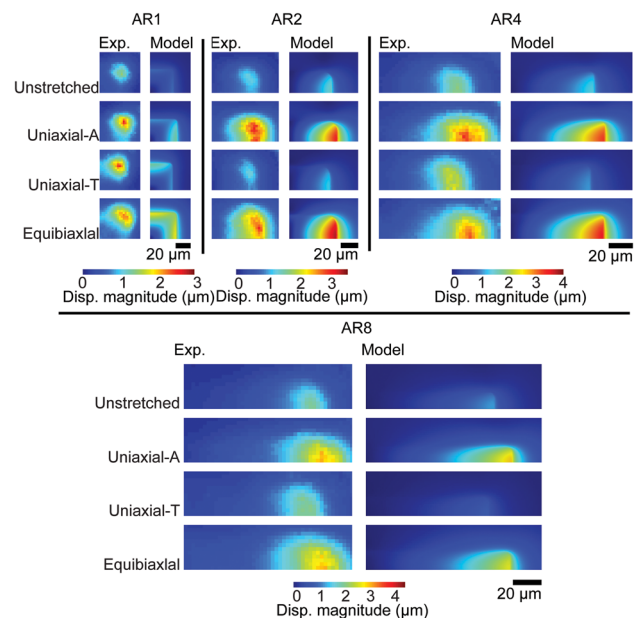 AR1 AR2 AR4
Exp. Model Exp. Model Exp. Model
Unstretched
Uniaxial-A
Uniaxial-T
Equibiaxlal
20 µm 20 µm 20 µm
0 1 2 3 0 1 2 3 0 1 2 3 4
Disp. magnitude (µm) Disp. magnitude (µm) Disp. magnitude (µm)
AR8
Exp. Model
Unstretched
Uniaxial-A
Uniaxial-T
Equibiaxlal
20 µm
0 1 2 3 4
Disp. magnitude (µm)